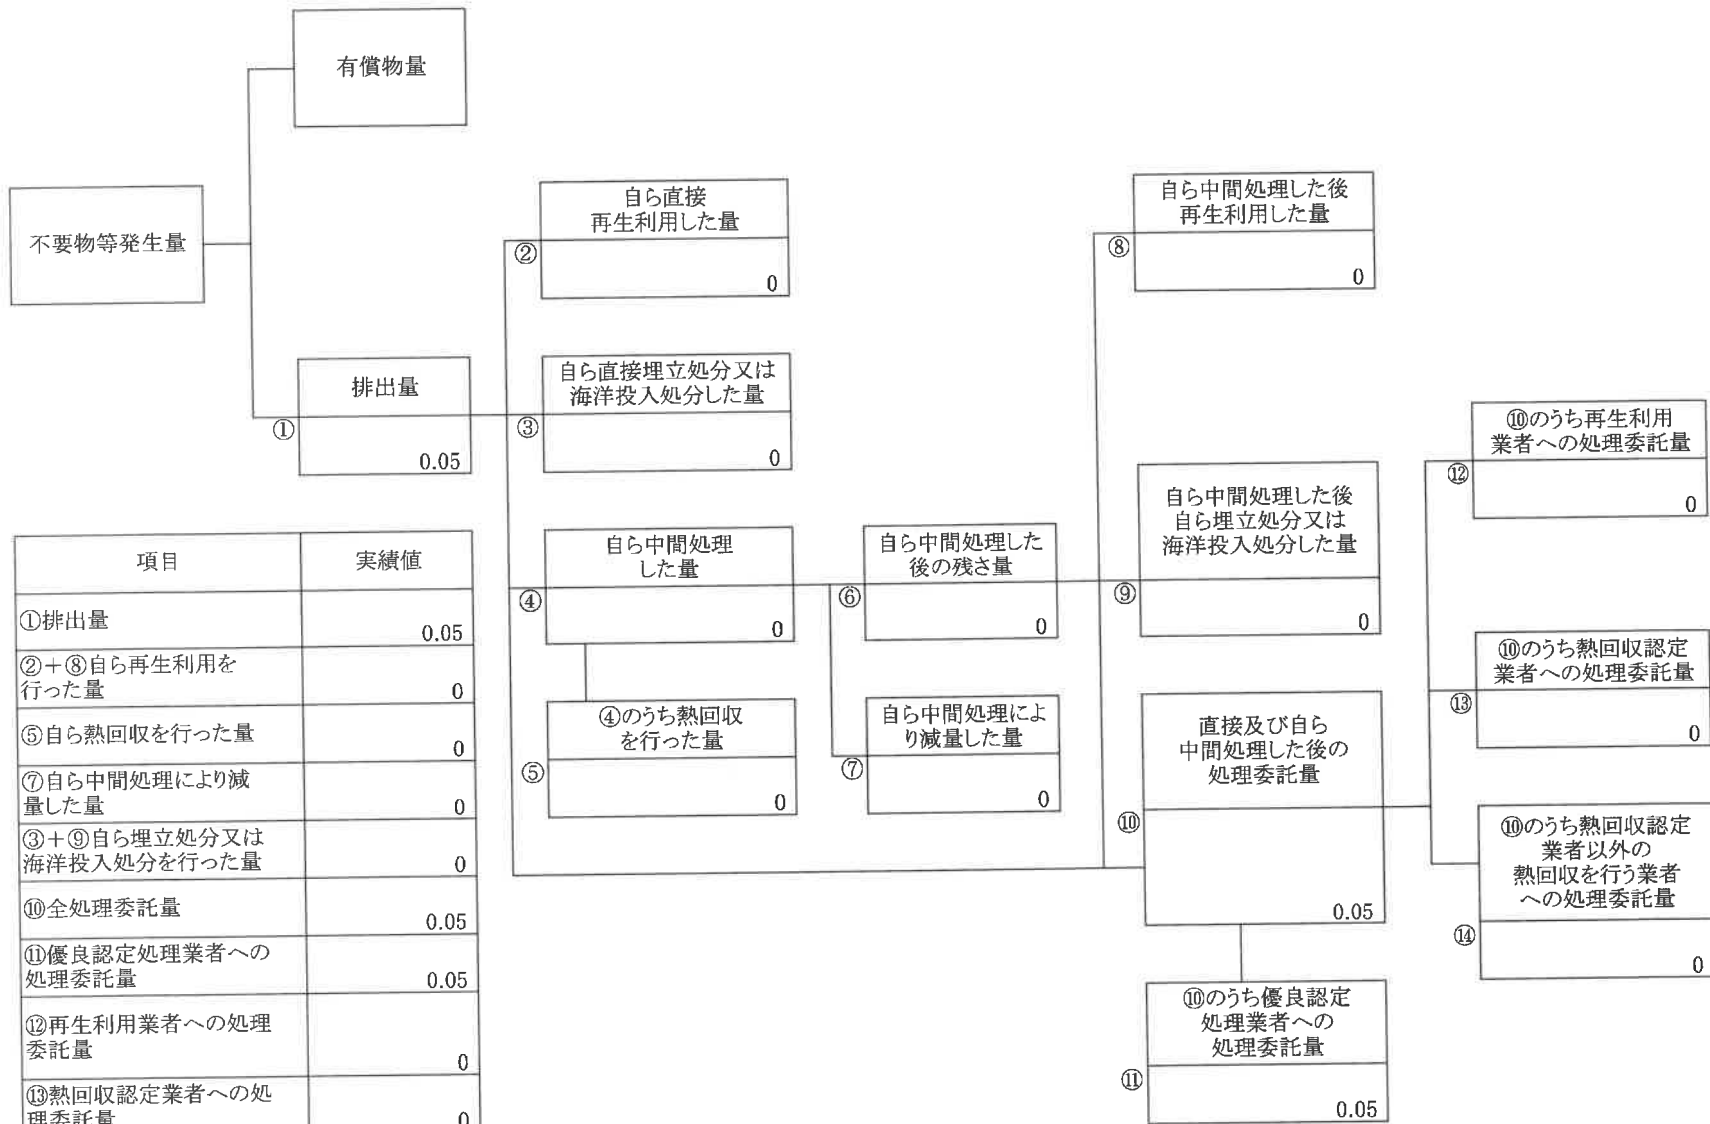 有償物量
不要物等発生量
排出量
①
0.05
自ら直接
再生利用した量
②
0
自ら直接埋立処分又は
海洋投入処分した量
③
0
自ら中間処理
した量
④
0
④のうち熱回収
を行った量
⑤
0
自ら中間処理した
後の残さ量
⑥
0
自ら中間処理によ
り減量した量
⑦
0
自ら中間処理した後
再生利用した量
⑧
0
自ら中間処理した後
自ら埋立処分又は
海洋投入処分した量
⑨
0
直接及び自ら
中間処理した後の
処理委託量
⑩
0.05
⑩のうち優良認定
処理業者への
処理委託量
⑪
0.05
⑩のうち再生利用
業者への処理委託量
⑫
0
⑩のうち熱回収認定
業者への処理委託量
⑬
0
⑩のうち熱回収認定
業者以外の
熱回収を行う業者
への処理委託量
⑭
0
項目 実績値
①排出量 0.05
②+⑧自ら再生利用を
行った量 0
⑤自ら熱回収を行った量 0
⑦自ら中間処理により減
量した量 0
③+⑨自ら埋立処分又は
海洋投入処分を行った量 0
⑩全処理委託量 0.05
⑪優良認定処理業者への
処理委託量 0.05
⑫再生利用業者への処理
委託量 0
⑬熱回収認定業者への処
理委託量 0